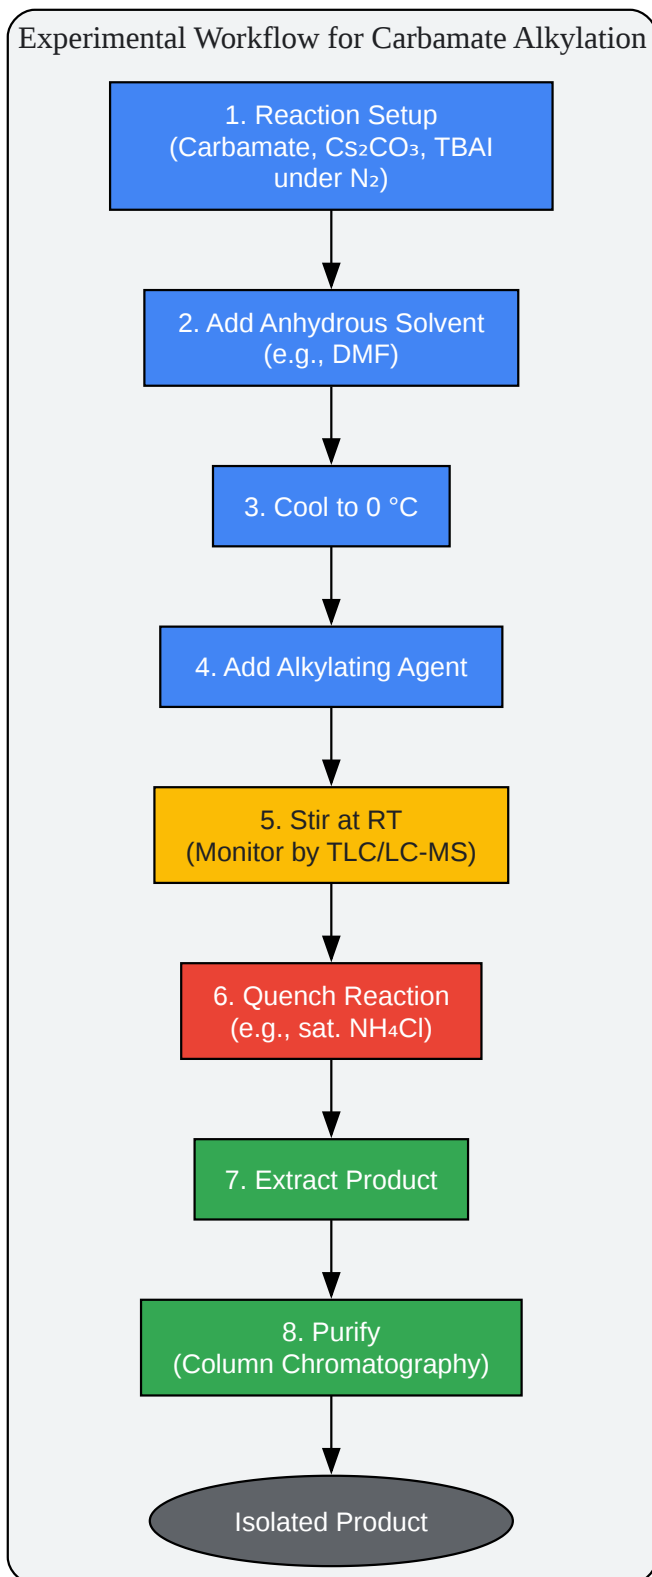 Experimental Workflow for Carbamate Alkylation
1. Reaction Setup
(Carbamate, Cs₂CO₃, TBAI
under N₂)
2. Add Anhydrous Solvent
(e.g., DMF)
3. Cool to 0 °C
4. Add Alkylating Agent
5. Stir at RT
(Monitor by TLC/LC-MS)
6. Quench Reaction
(e.g., sat. NH₄Cl)
7. Extract Product
8. Purify
(Column Chromatography)
Isolated Product